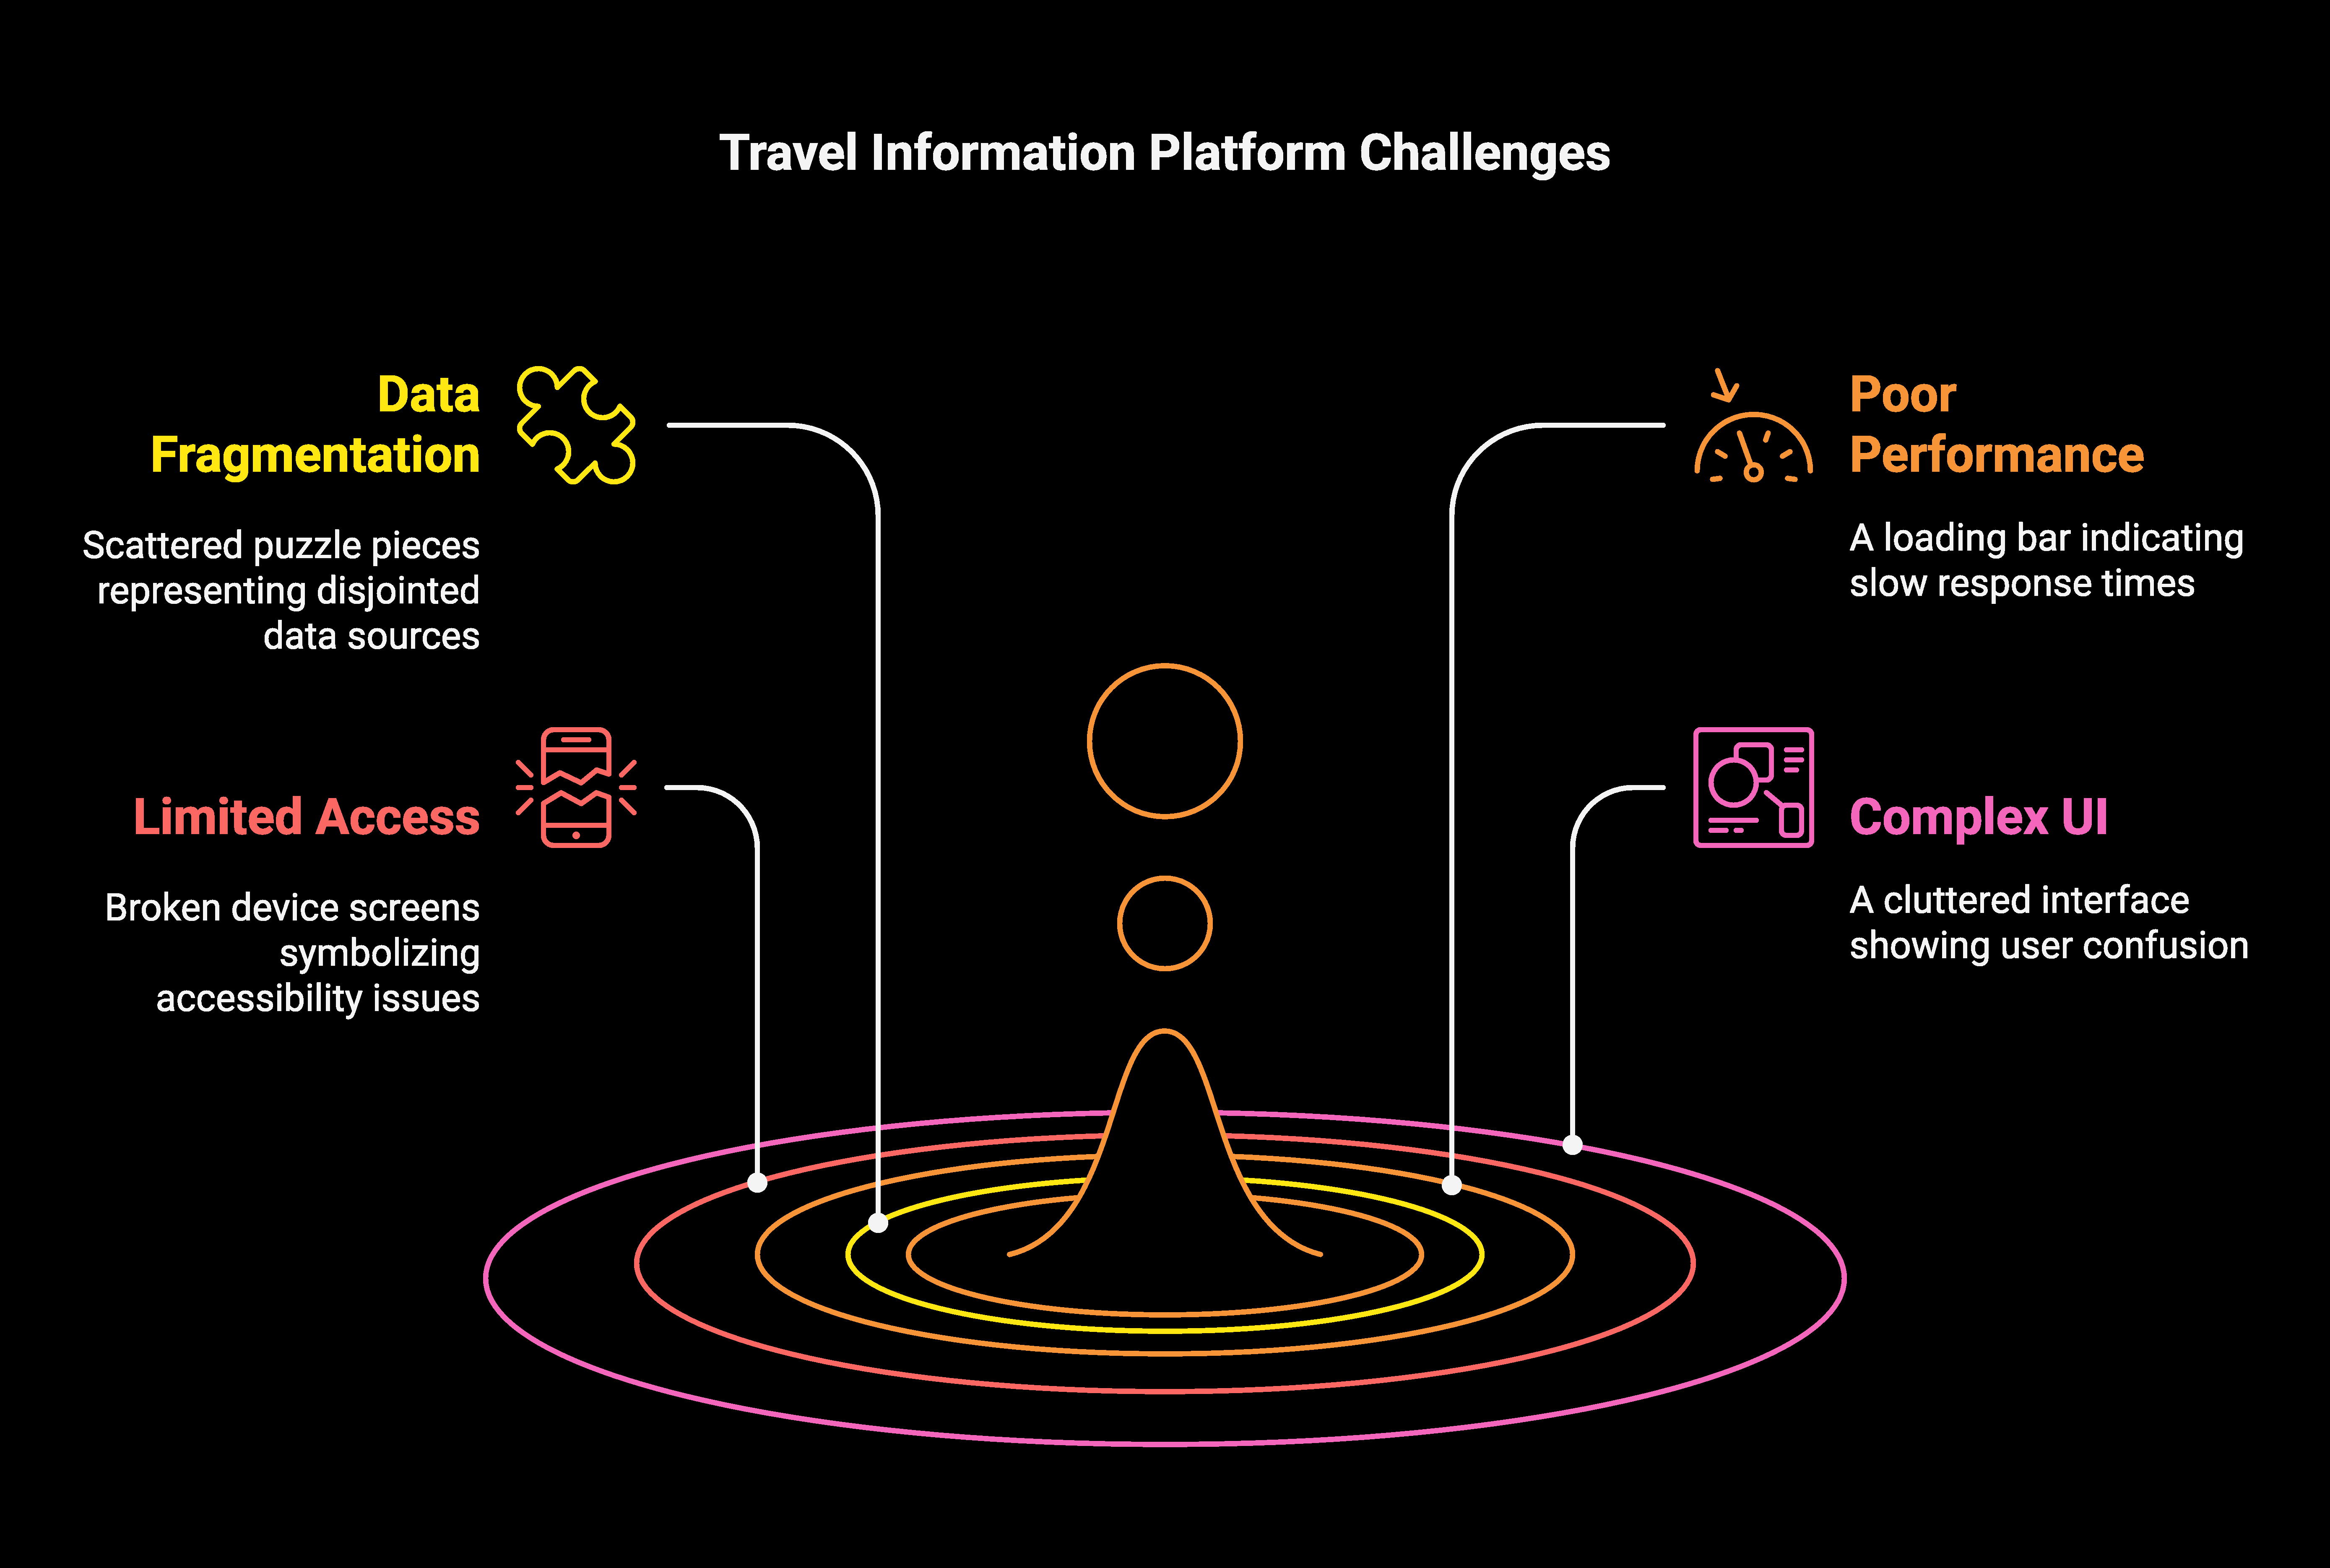 Travel Information Platform Challenges
Data
Fragmentation
Scattered puzzle pieces
representing disjointed
data sources
Limited Access
Broken device screens
symbolizing
accessibility issues
Poor
Performance
A loading bar indicating
slow response times
Complex UI
A cluttered interface
showing user confusion